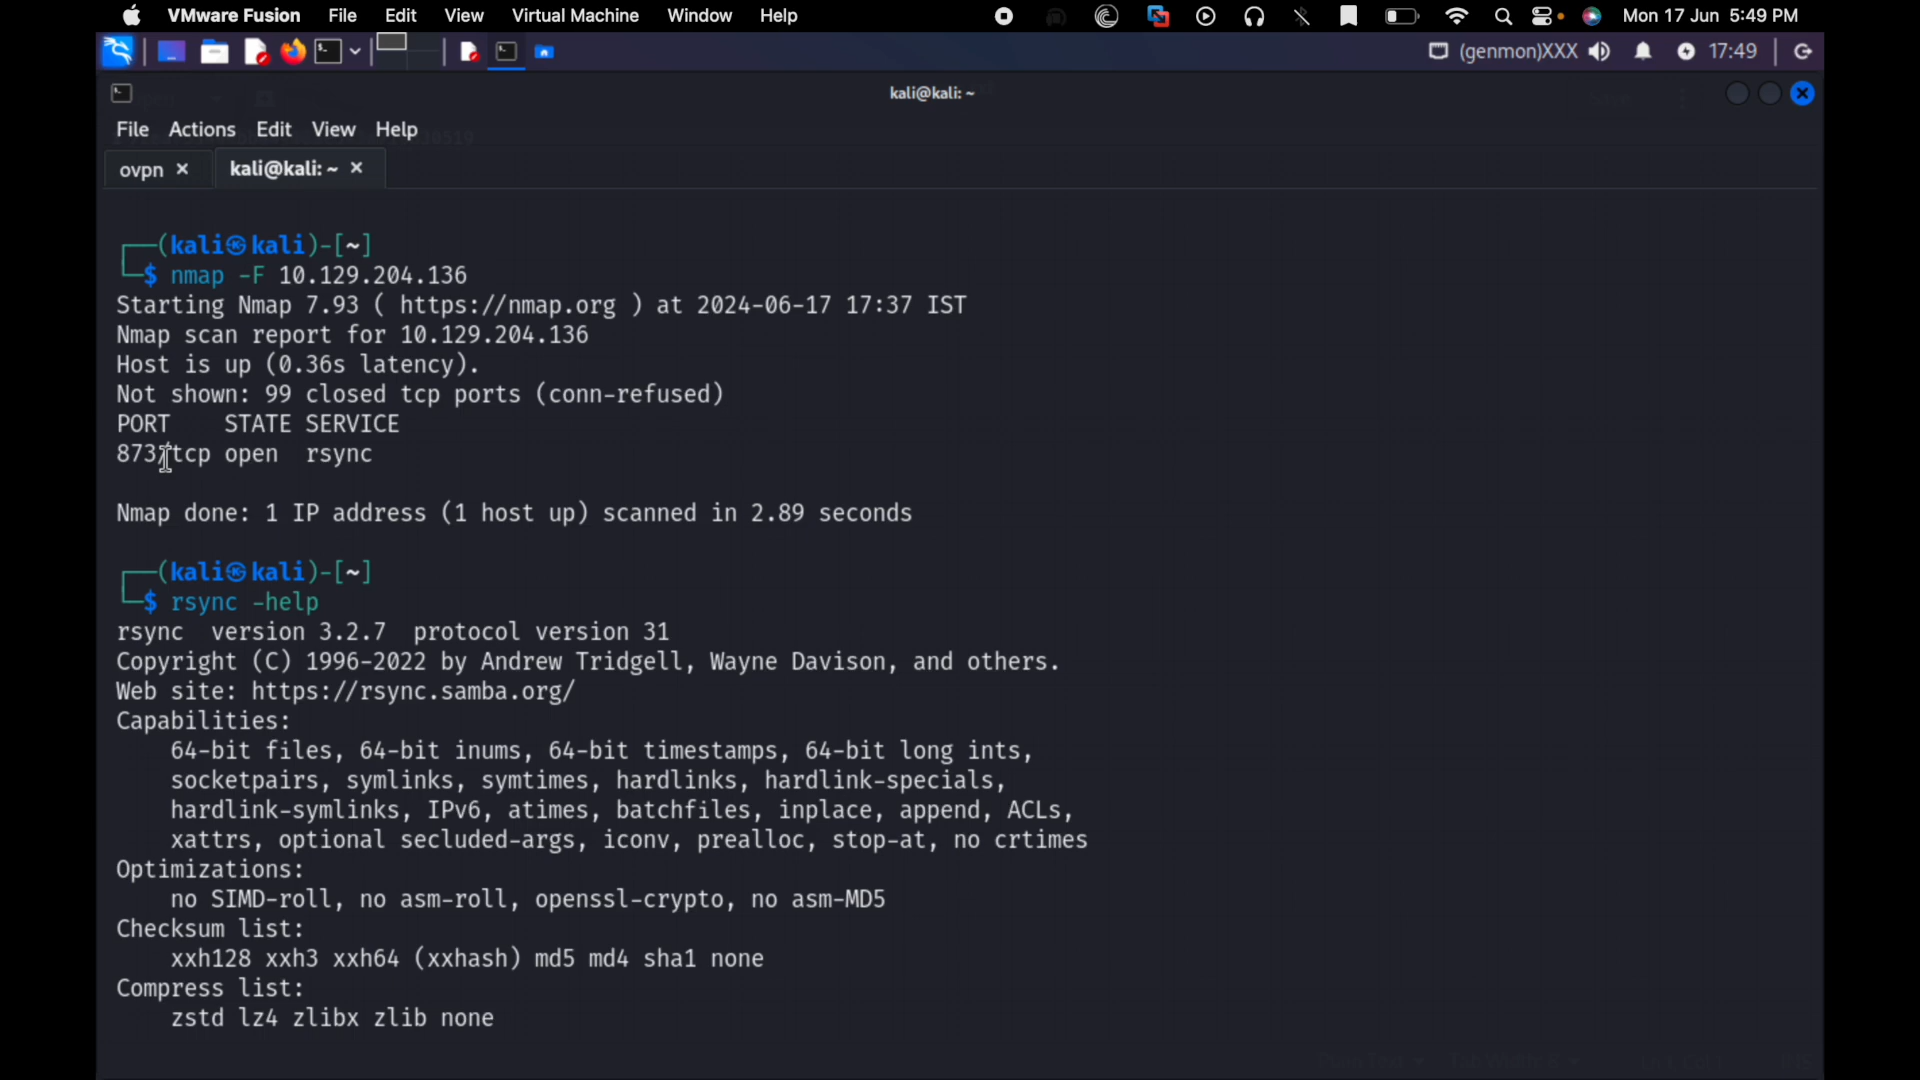 VMware Fusion File Edit View Virtual Machine Window Help Mon 17 Jun 5:49 PM
(genmon)XXX 17:49
kali@kali: ~
File Actions Edit View Help
ovpn × kali@kali: ~ ×
┌──(kali㉿kali)-[~]
└─$ nmap -F 10.129.204.136
Starting Nmap 7.93 ( https://nmap.org ) at 2024-06-17 17:37 IST
Nmap scan report for 10.129.204.136
Host is up (0.36s latency).
Not shown: 99 closed tcp ports (conn-refused)
PORT    STATE SERVICE
873/tcp open  rsync
Nmap done: 1 IP address (1 host up) scanned in 2.89 seconds
┌──(kali㉿kali)-[~]
└─$ rsync -help
rsync  version 3.2.7  protocol version 31
Copyright (C) 1996-2022 by Andrew Tridgell, Wayne Davison, and others.
Web site: https://rsync.samba.org/
Capabilities:
    64-bit files, 64-bit inums, 64-bit timestamps, 64-bit long ints,
    socketpairs, symlinks, symtimes, hardlinks, hardlink-specials,
    hardlink-symlinks, IPv6, atimes, batchfiles, inplace, append, ACLs,
    xattrs, optional secluded-args, iconv, prealloc, stop-at, no crtimes
Optimizations:
    no SIMD-roll, no asm-roll, openssl-crypto, no asm-MD5
Checksum list:
    xxh128 xxh3 xxh64 (xxhash) md5 md4 sha1 none
Compress list:
    zstd lz4 zlibx zlib none